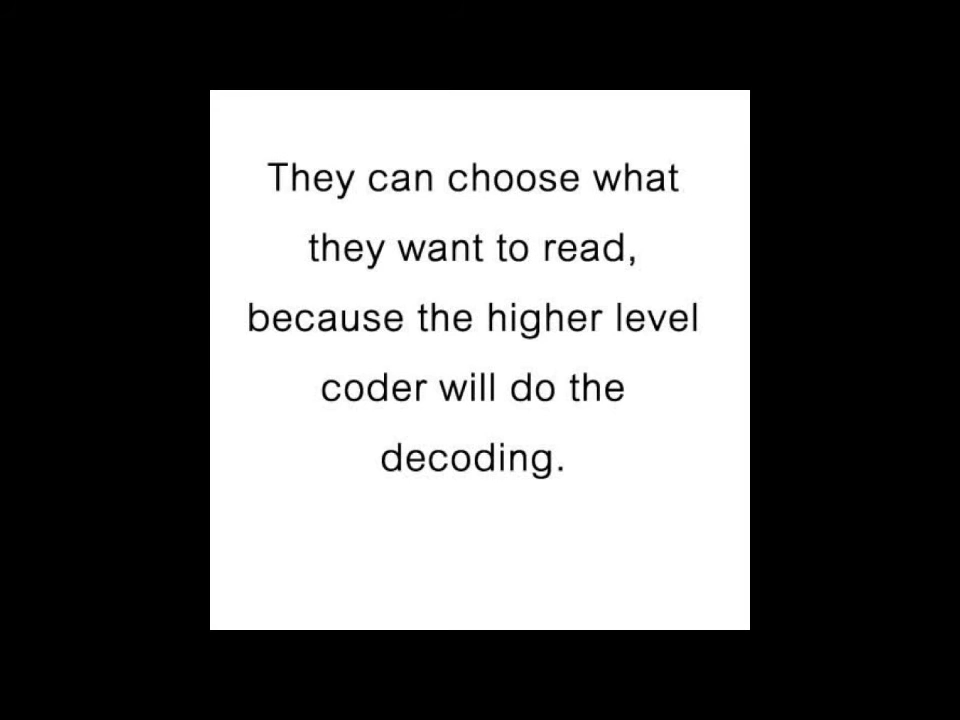 They can choose what
they want to read,
because the higher level
coder will do the
decoding.